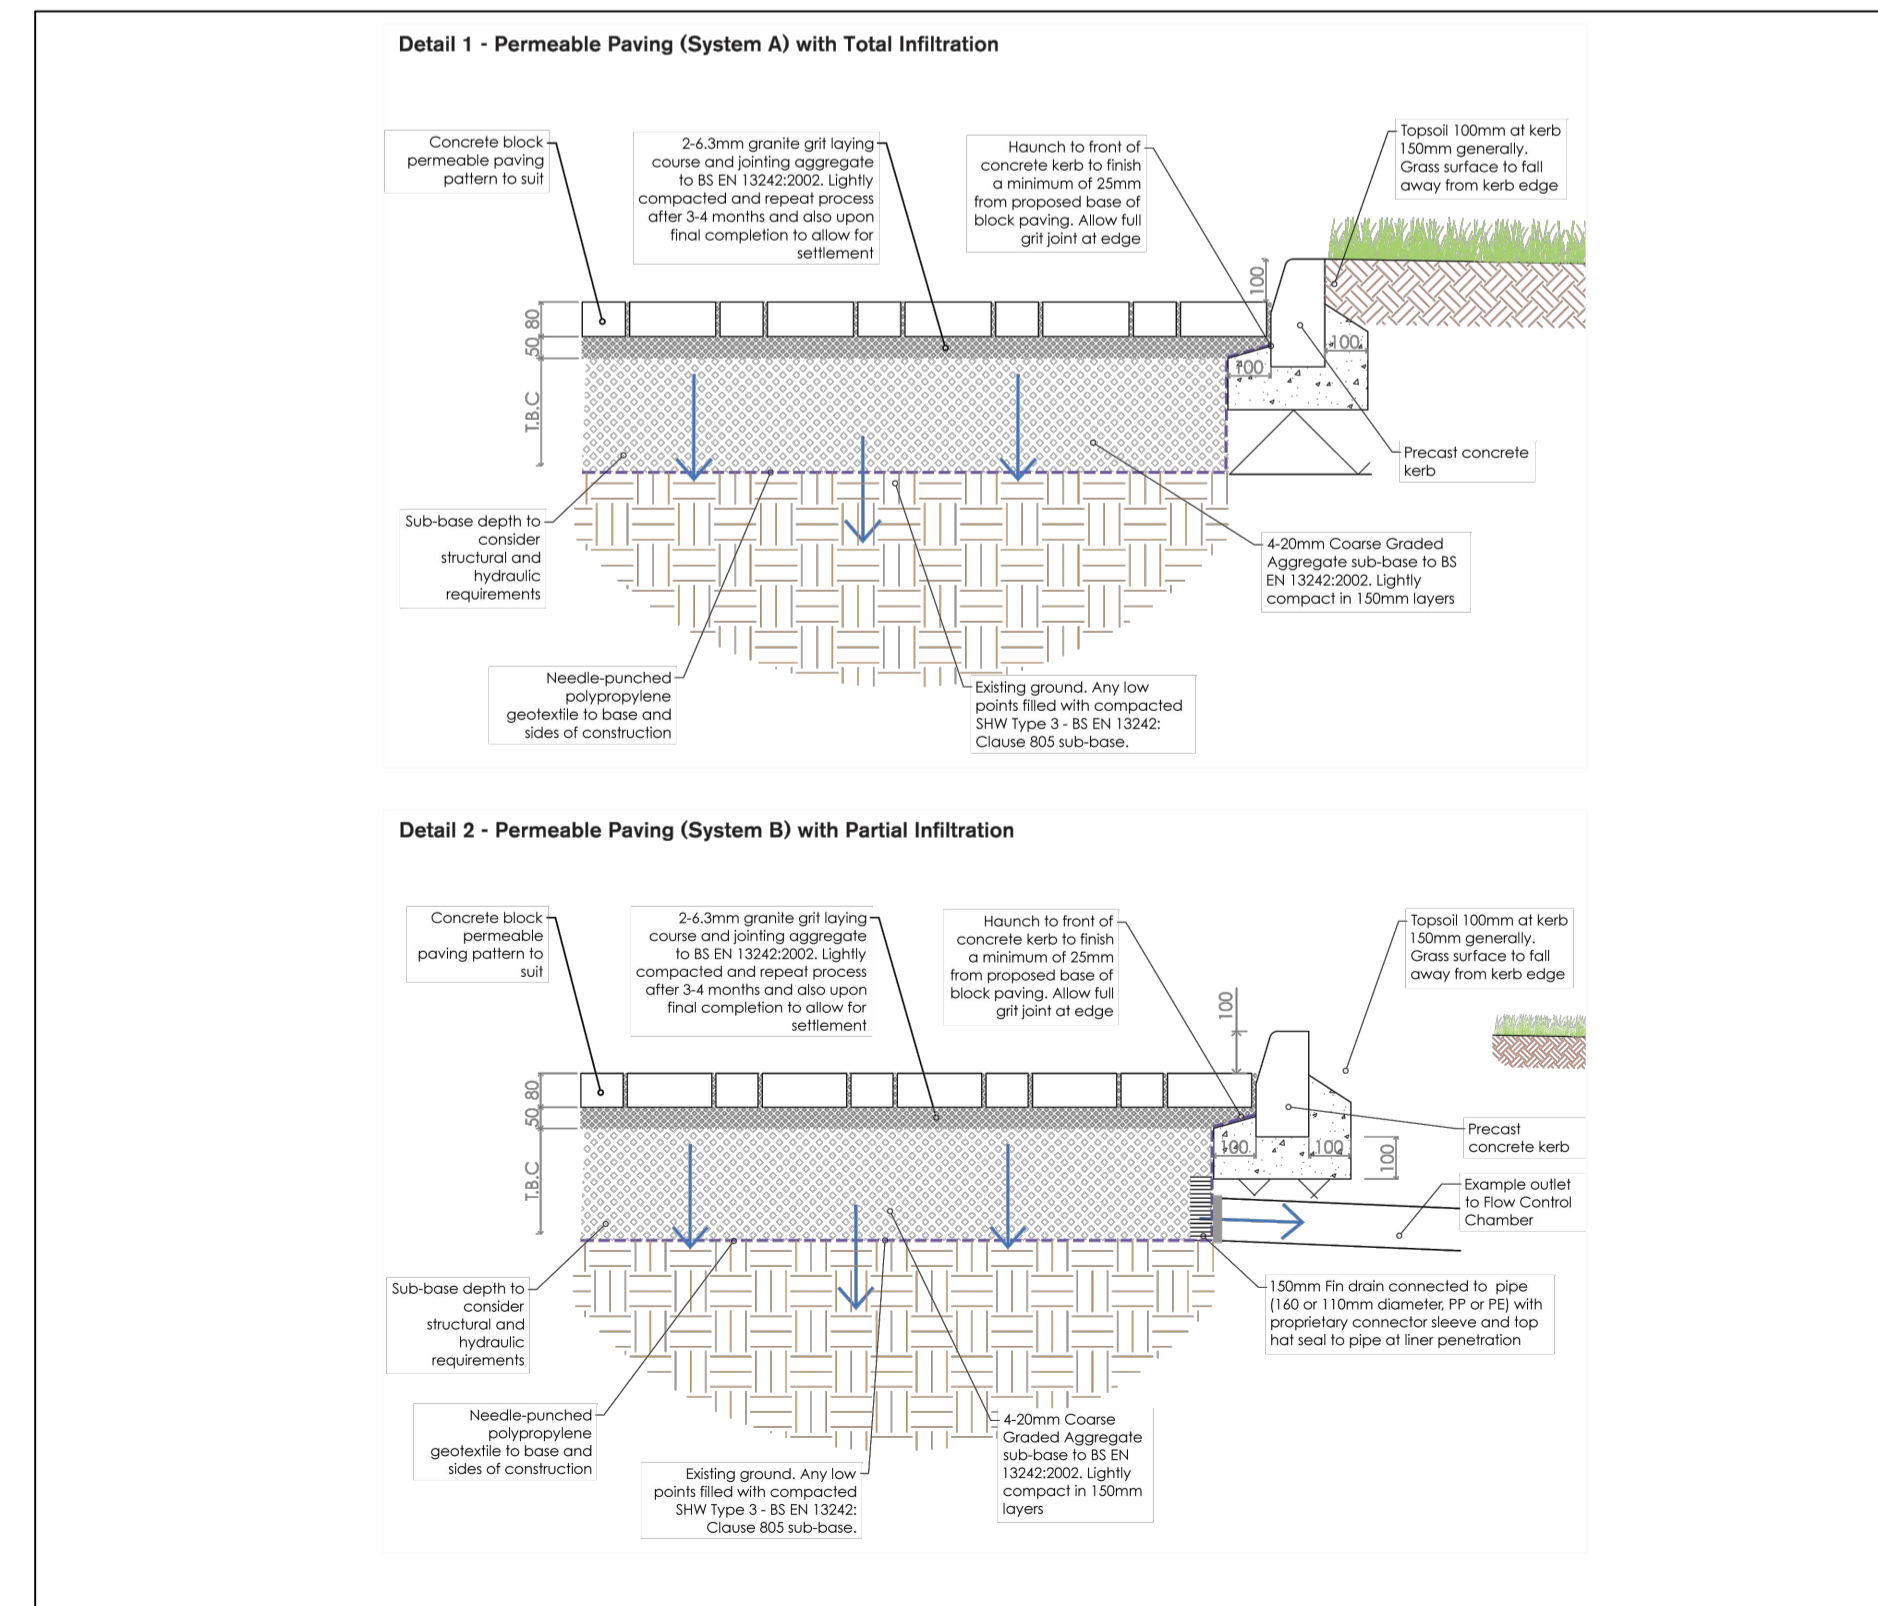 Detail 1 - Permeable Paving (System A) with Total Infiltration
Concrete block
permeable paving
pattern to suit
2-6.3mm granite grit laying
course and jointing aggregate
to BS EN 13242:2002. Lightly
compacted and repeat process
after 3-4 months and also upon
final completion to allow for
settlement
Haunch to front of
concrete kerb to finish
a minimum of 25mm
from proposed base of
block paving. Allow full
grit joint at edge
Topsoil 100mm at kerb
150mm generally.
Grass surface to fall
away from kerb edge
100
80
50
T.B.C
100
100
Precast concrete
kerb
Sub-base depth to
consider
structural and
hydraulic
requirements
4-20mm Coarse Graded
Aggregate sub-base to BS
EN 13242:2002. Lightly
compact in 150mm layers
Needle-punched
polypropylene
geotextile to base and
sides of construction
Existing ground. Any low
points filled with compacted
SHW Type 3 - BS EN 13242:
Clause 805 sub-base.
Detail 2 - Permeable Paving (System B) with Partial Infiltration
Concrete block
permeable
paving pattern to
suit
2-6.3mm granite grit laying
course and jointing aggregate
to BS EN 13242:2002. Lightly
compacted and repeat process
after 3-4 months and also upon
final completion to allow for
settlement
Haunch to front of
concrete kerb to finish
a minimum of 25mm
from proposed base of
block paving. Allow full
grit joint at edge
Topsoil 100mm at kerb
150mm generally.
Grass surface to fall
away from kerb edge
100
80
50
T.B.C
100
100
100
Precast
concrete kerb
Example outlet
to Flow Control
Chamber
Sub-base depth to
consider
structural and
hydraulic
requirements
150mm Fin drain connected to pipe
(160 or 110mm diameter, PP or PE) with
proprietary connector sleeve and top
hat seal to pipe at liner penetration
Needle-punched
polypropylene
geotextile to base and
sides of construction
Existing ground. Any low
points filled with compacted
SHW Type 3 - BS EN 13242:
Clause 805 sub-base.
4-20mm Coarse
Graded Aggregate
sub-base to BS EN
13242:2002. Lightly
compact in 150mm
layers